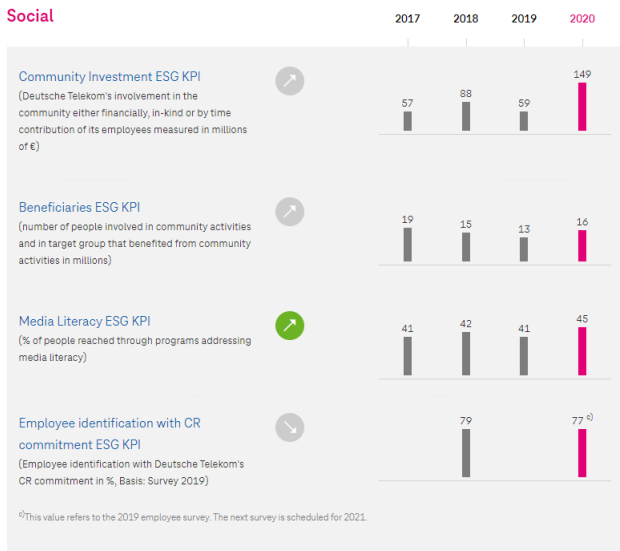 Social
2017 2018 2019 2020
Community Investment ESG KPI
(Deutsche Telekom's involvement in the
community either financially, in-kind or by time
contribution of its employees measured in millions
of €)
57 88 59 149
Beneficiaries ESG KPI
(number of people involved in community activities
and in target group that benefited from community
activities in millions)
19 15 13 16
Media Literacy ESG KPI
(% of people reached through programs addressing
media literacy)
41 42 41 45
Employee identification with CR
commitment ESG KPI
(Employee identification with Deutsche Telekom's
CR commitment in %, Basis: Survey 2019)
79 77 c)
c)This value refers to the 2019 employee survey. The next survey is scheduled for 2021.